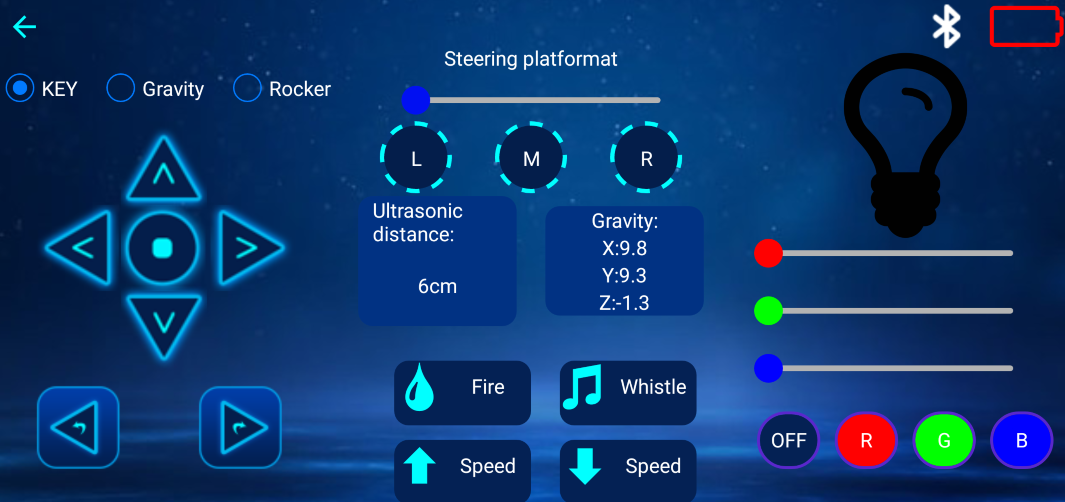 Steering platformat
KEY
Gravity
Rocker
L
M
R
Ultrasonic
distance:
6cm
Gravity:
X:9.8
Y:9.3
Z:-1.3
Fire
Whistle
Speed
Speed
OFF
R
G
B